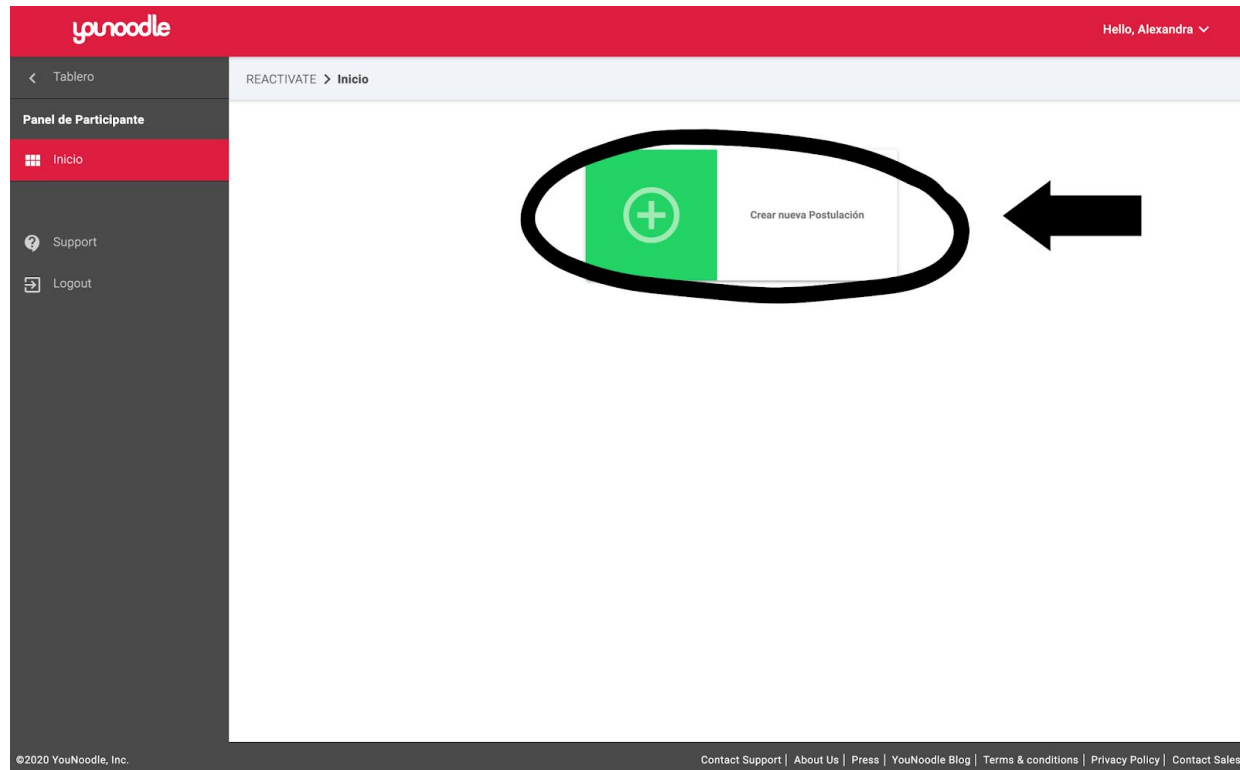 younoodle
Hello, Alexandra
Tablero
REACTIVATE > Inicio
Panel de Participante
Inicio
Crear nueva Postulación
Support
Logout
©2020 YouNoodle, Inc.
Contact Support | About Us | Press | YouNoodle Blog | Terms & conditions | Privacy Policy | Contact Sales